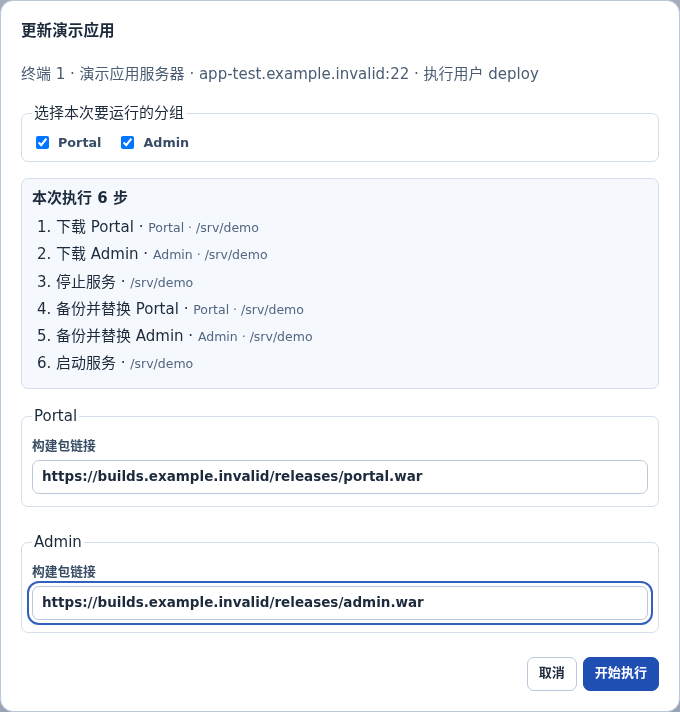 更新演示应用
终端 1 · 演示应用服务器 · app-test.example.invalid:22 · 执行用户 deploy
选择本次要运行的分组
Portal Admin
本次执行 6 步
1. 下载 Portal · Portal · /srv/demo
2. 下载 Admin · Admin · /srv/demo
3. 停止服务 · /srv/demo
4. 备份并替换 Portal · Portal · /srv/demo
5. 备份并替换 Admin · Admin · /srv/demo
6. 启动服务 · /srv/demo
Portal
构建包链接
https://builds.example.invalid/releases/portal.war
Admin
构建包链接
https://builds.example.invalid/releases/admin.war
取消 开始执行